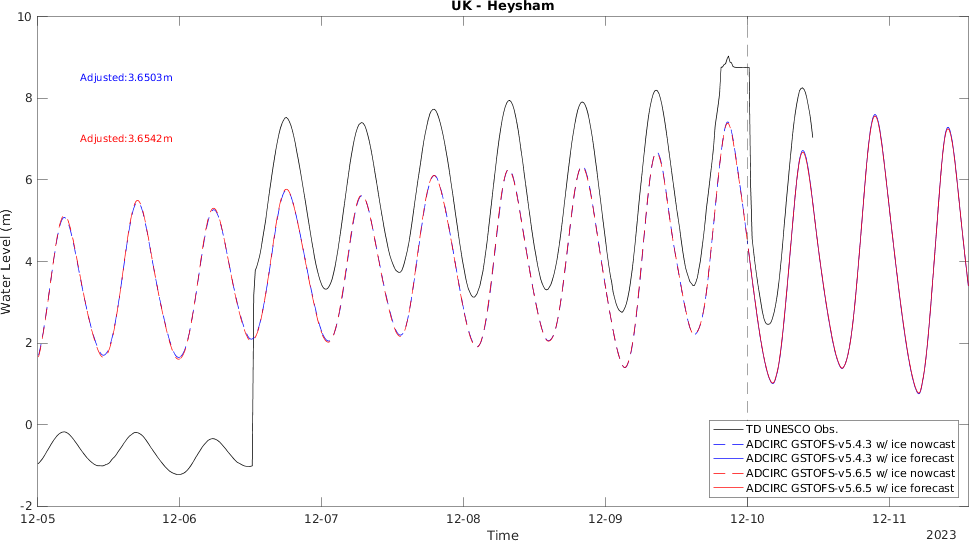 UK - Heysham
10
8
6
4
2
0
-2
Water Level (m)
Adjusted:3.6503m
Adjusted:3.6542m
TD UNESCO Obs.
ADCIRC GSTOFS-v5.4.3 w/ ice nowcast
ADCIRC GSTOFS-v5.4.3 w/ ice forecast
ADCIRC GSTOFS-v5.6.5 w/ ice nowcast
ADCIRC GSTOFS-v5.6.5 w/ ice forecast
12-05 12-06 12-07 12-08 12-09 12-10 12-11
Time
2023